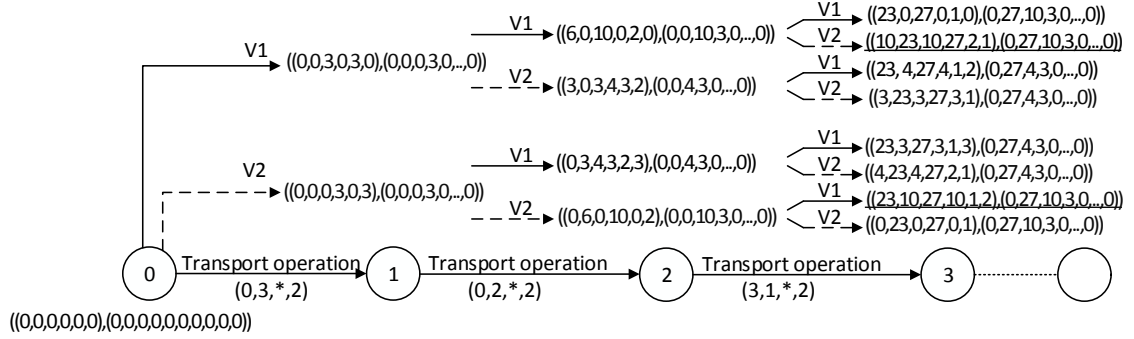 V1 ((23,0,27,0,1,0),(0,27,10,3,0,..,0))
V1 ((6,0,10,0,2,0),(0,0,10,3,0,..,0))
V2 ((10,23,10,27,2,1),(0,27,10,3,0,..,0))
V1 ((0,0,3,0,3,0),(0,0,0,3,0,..,0))
V1 ((23, 4,27,4,1,2),(0,27,4,3,0,..,0))
V2 ((3,0,3,4,3,2),(0,0,4,3,0,..,0))
V2 ((3,23,3,27,3,1),(0,27,4,3,0,..,0))
V1 ((23,3,27,3,1,3),(0,27,4,3,0,..,0))
V1 ((0,3,4,3,2,3),(0,0,4,3,0,..,0))
V2 ((4,23,4,27,2,1),(0,27,4,3,0,..,0))
V2 ((0,0,0,3,0,3),(0,0,0,3,0,..,0))
V1 ((23,10,27,10,1,2),(0,27,10,3,0,..,0))
V2 ((0,6,0,10,0,2),(0,0,10,3,0,..,0))
V2 ((0,23,0,27,0,1),(0,27,10,3,0,..,0))
0 Transport operation 1 Transport operation 2 Transport operation 3
(0,3,*,2) (0,2,*,2) (3,1,*,2)
((0,0,0,0,0,0),(0,0,0,0,0,0,0,0,0,0))